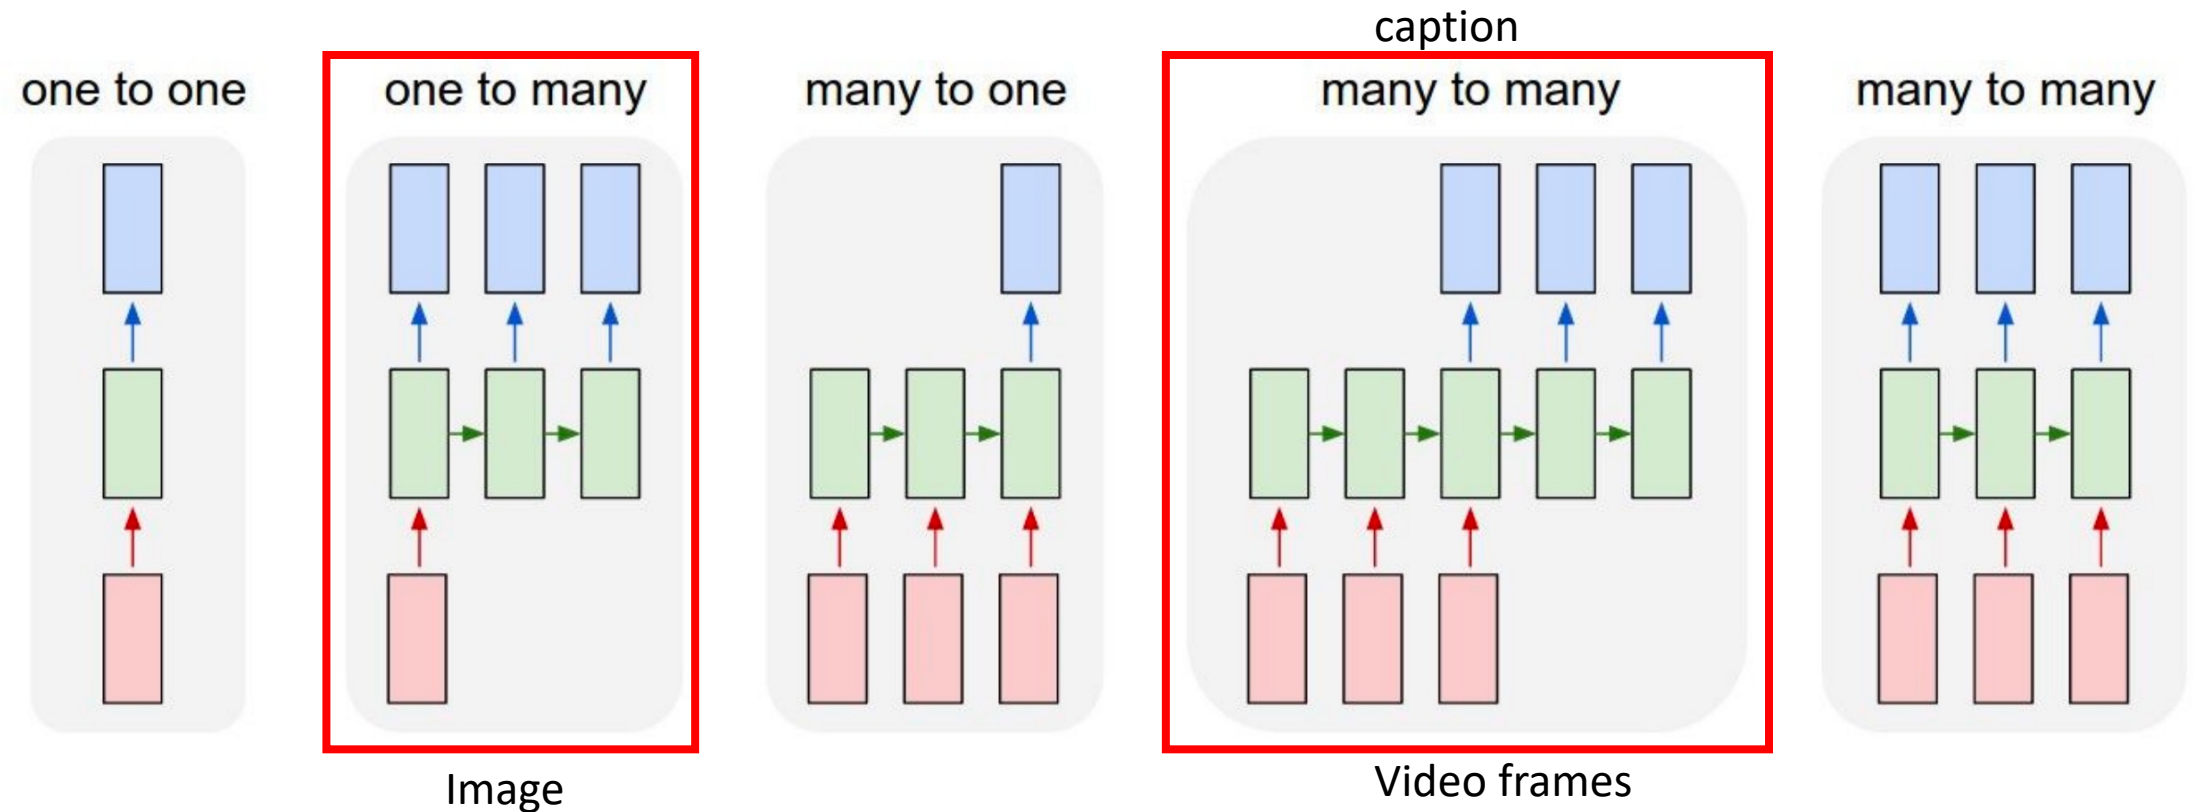 caption
one to one
one to many
many to one
many to many
many to many
Image
Video frames